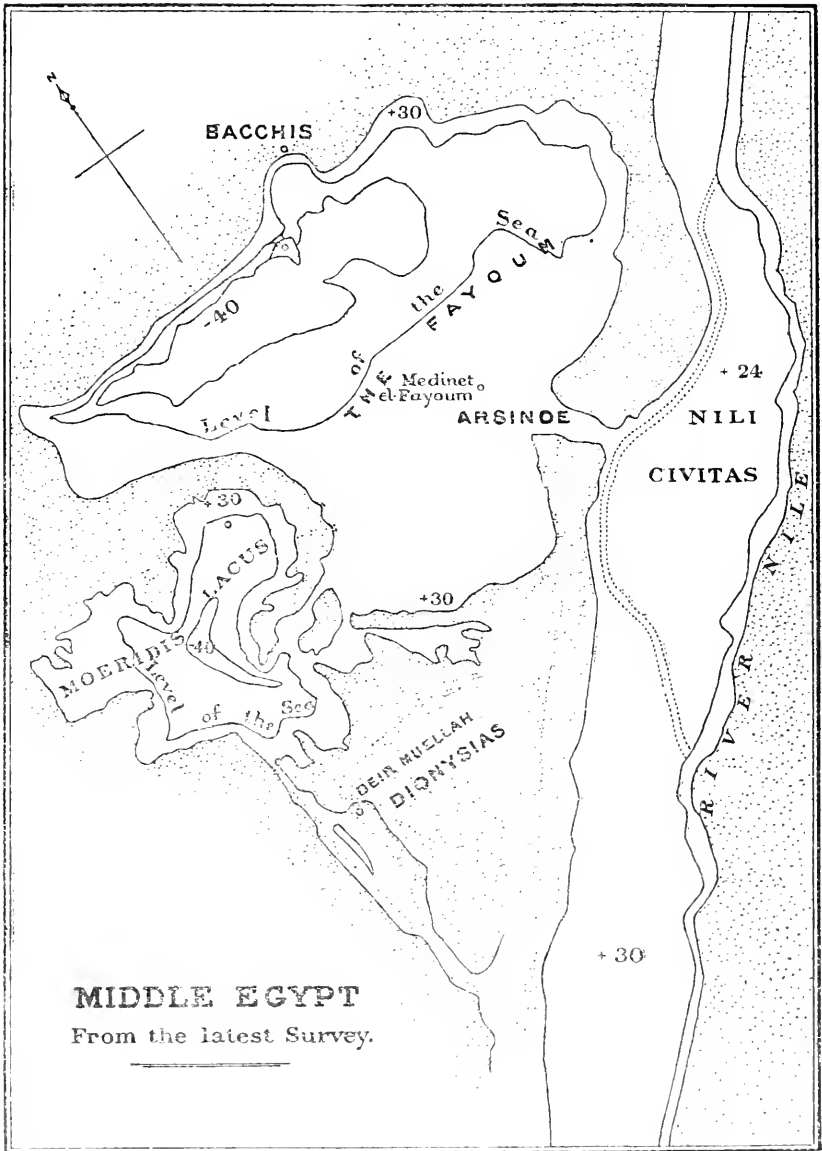 N
BACCHIS
+30
-40
Level of the Sea
THE FAYOUM
Medinet
el-Fayoum
ARSINOE
+ 24
NILI
CIVITAS
RIVER NILE
+30
LACUS
MOERIDIS
-40
Level of the Sea
+30
DEIR MUELLAH
DIONYSIAS
+ 30
MIDDLE EGYPT
From the latest Survey.